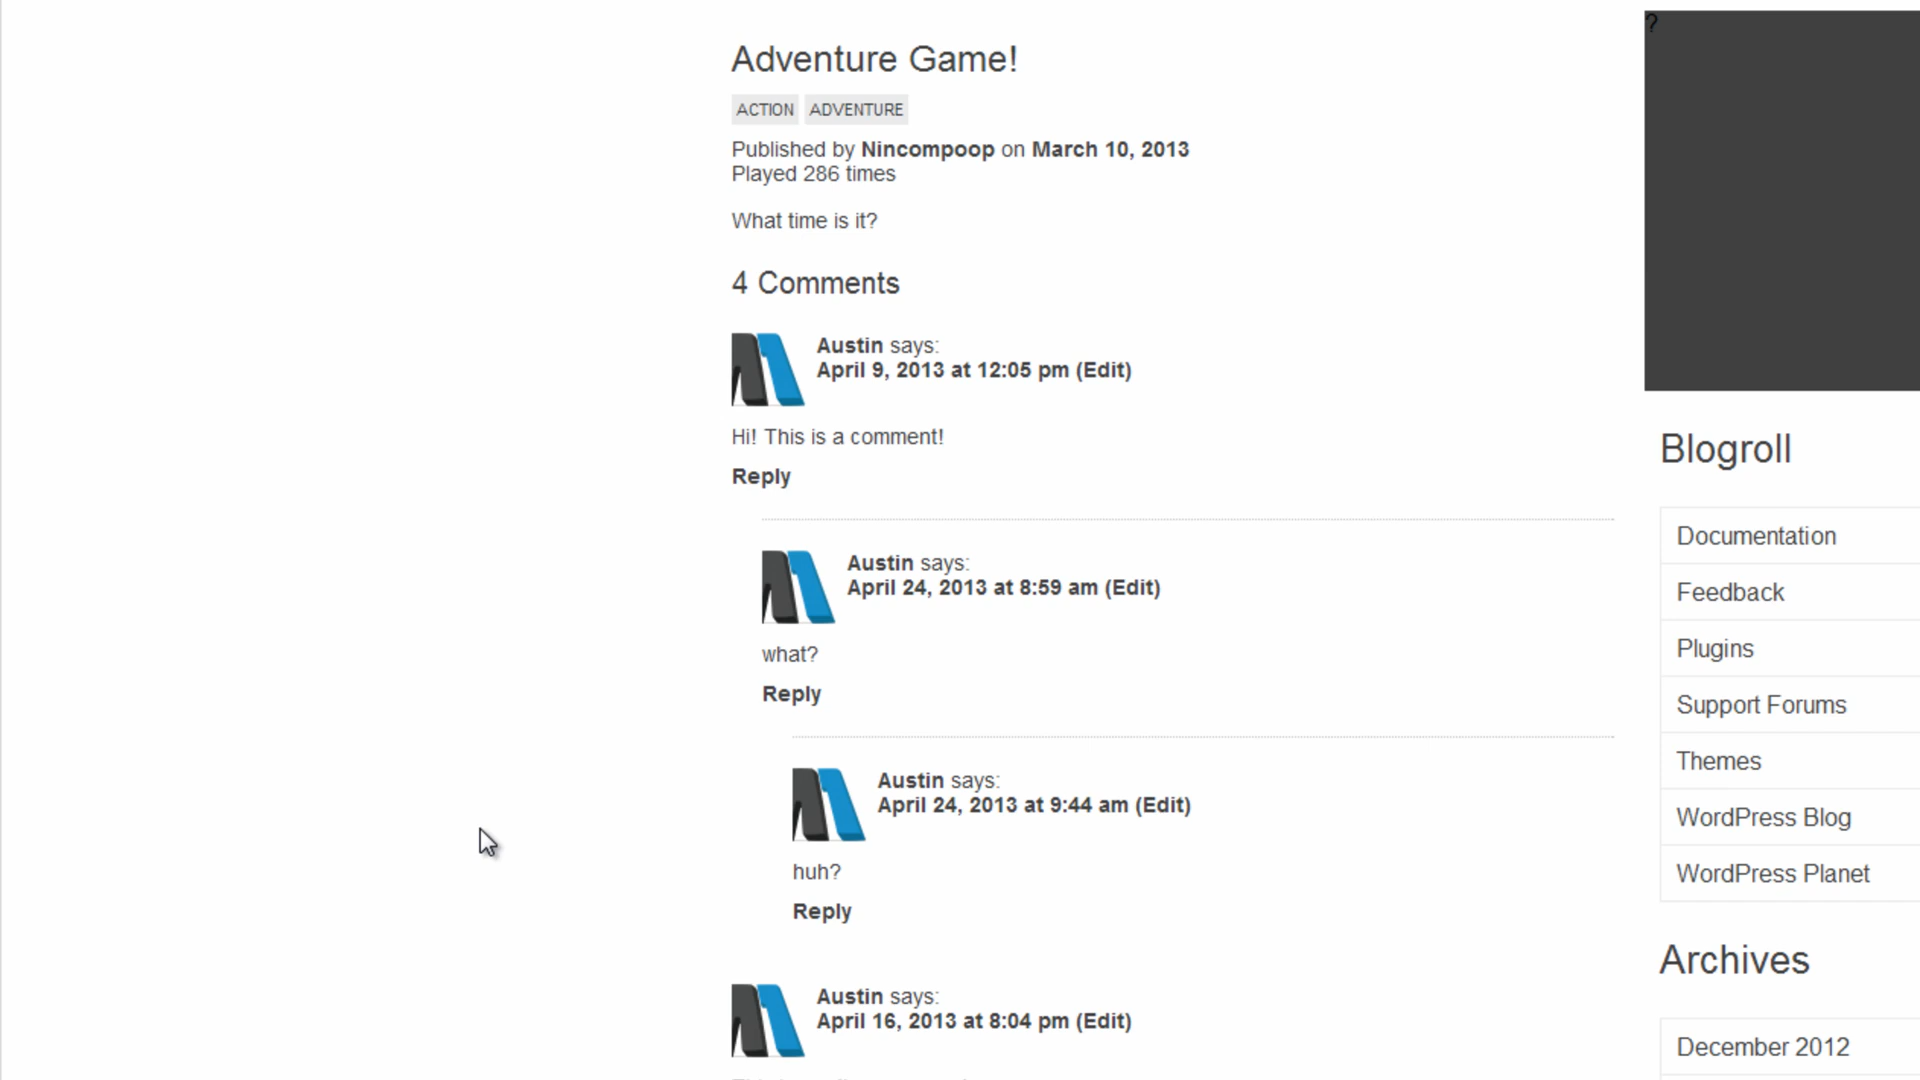 ?
Adventure Game!
ACTION ADVENTURE
Published by Nincompoop on March 10, 2013
Played 286 times
What time is it?
4 Comments
Austin says:
April 9, 2013 at 12:05 pm (Edit)
Hi! This is a comment!
Reply
Austin says:
April 24, 2013 at 8:59 am (Edit)
what?
Reply
Austin says:
April 24, 2013 at 9:44 am (Edit)
huh?
Reply
Austin says:
April 16, 2013 at 8:04 pm (Edit)
Blogroll
Documentation
Feedback
Plugins
Support Forums
Themes
WordPress Blog
WordPress Planet
Archives
December 2012